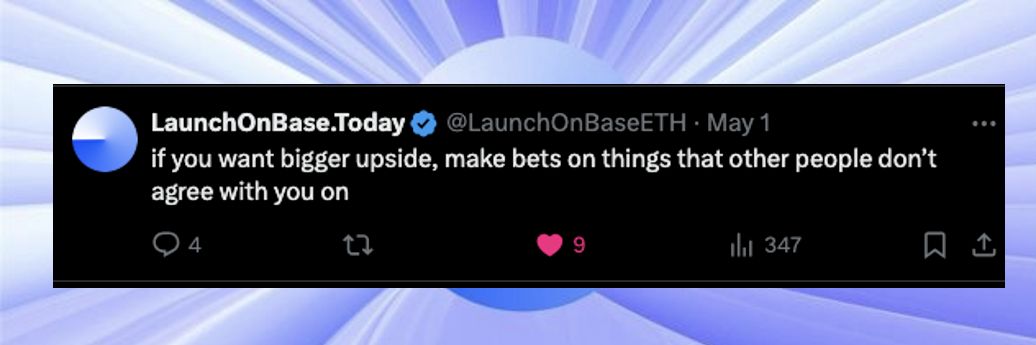 LaunchOnBase.Today @LaunchOnBaseETH · May 1
if you want bigger upside, make bets on things that other people don’t
agree with you on
4 9 347